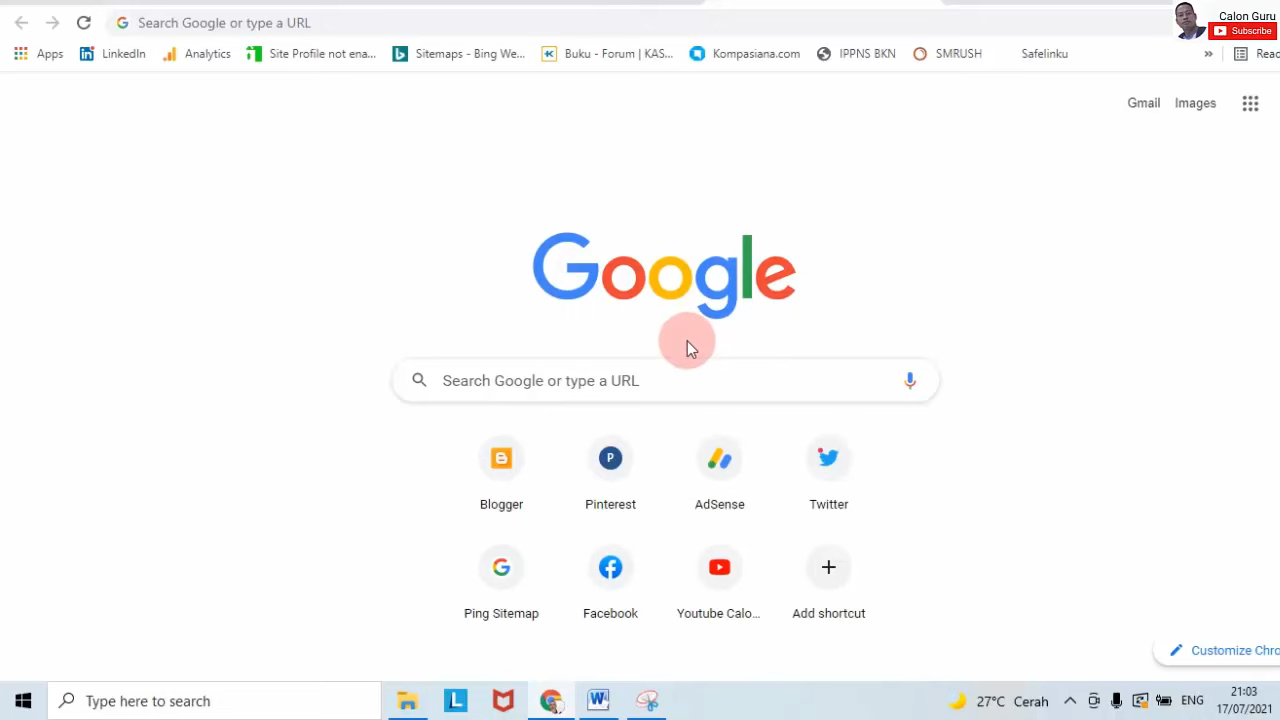 Search Google or type a URL
Calon Guru
Subscribe
Apps LinkedIn Analytics Site Profile not ena... Sitemaps - Bing We... Buku - Forum | KAS... Kompasiana.com IPPNS BKN SMRUSH Safelinku » Read
Gmail Images
Google
Search Google or type a URL
Blogger Pinterest AdSense Twitter
Ping Sitemap Facebook Youtube Calo... Add shortcut
Customize Chro
Type here to search
27°C Cerah ENG
21:03
17/07/2021